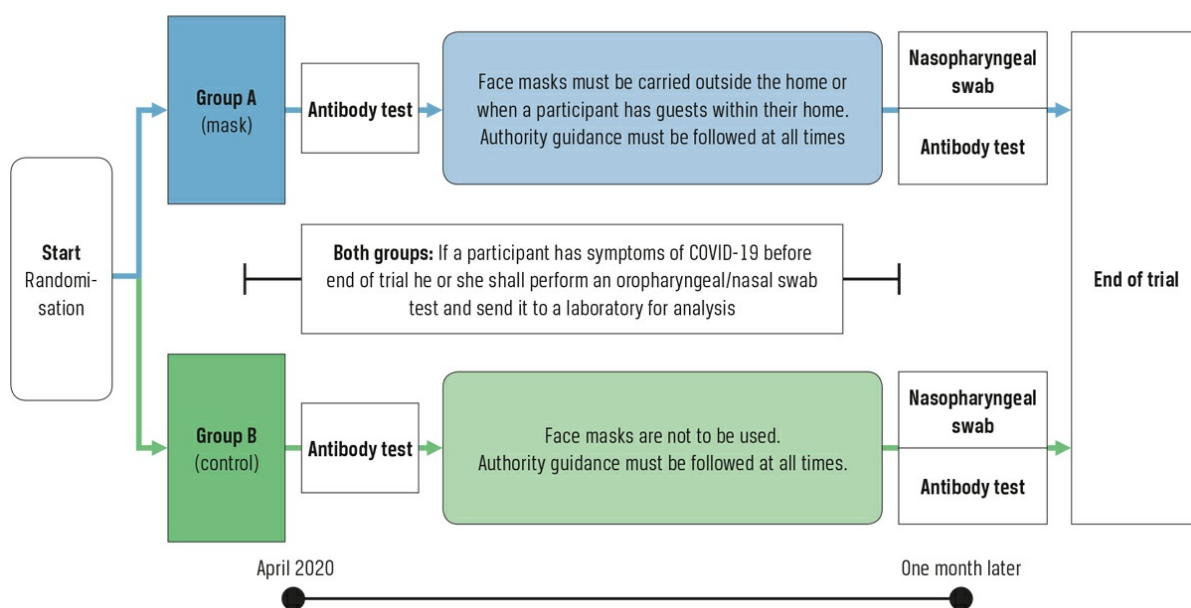 Start
Randomi-
sation
Group A
(mask)
Antibody test
Face masks must be carried outside the home or
when a participant has guests within their home.
Authority guidance must be followed at all times
Nasopharyngeal
swab
Antibody test
Both groups: If a participant has symptoms of COVID-19 before
end of trial he or she shall perform an oropharyngeal/nasal swab
test and send it to a laboratory for analysis
End of trial
Group B
(control)
Antibody test
Face masks are not to be used.
Authority guidance must be followed at all times.
Nasopharyngeal
swab
Antibody test
April 2020
One month later